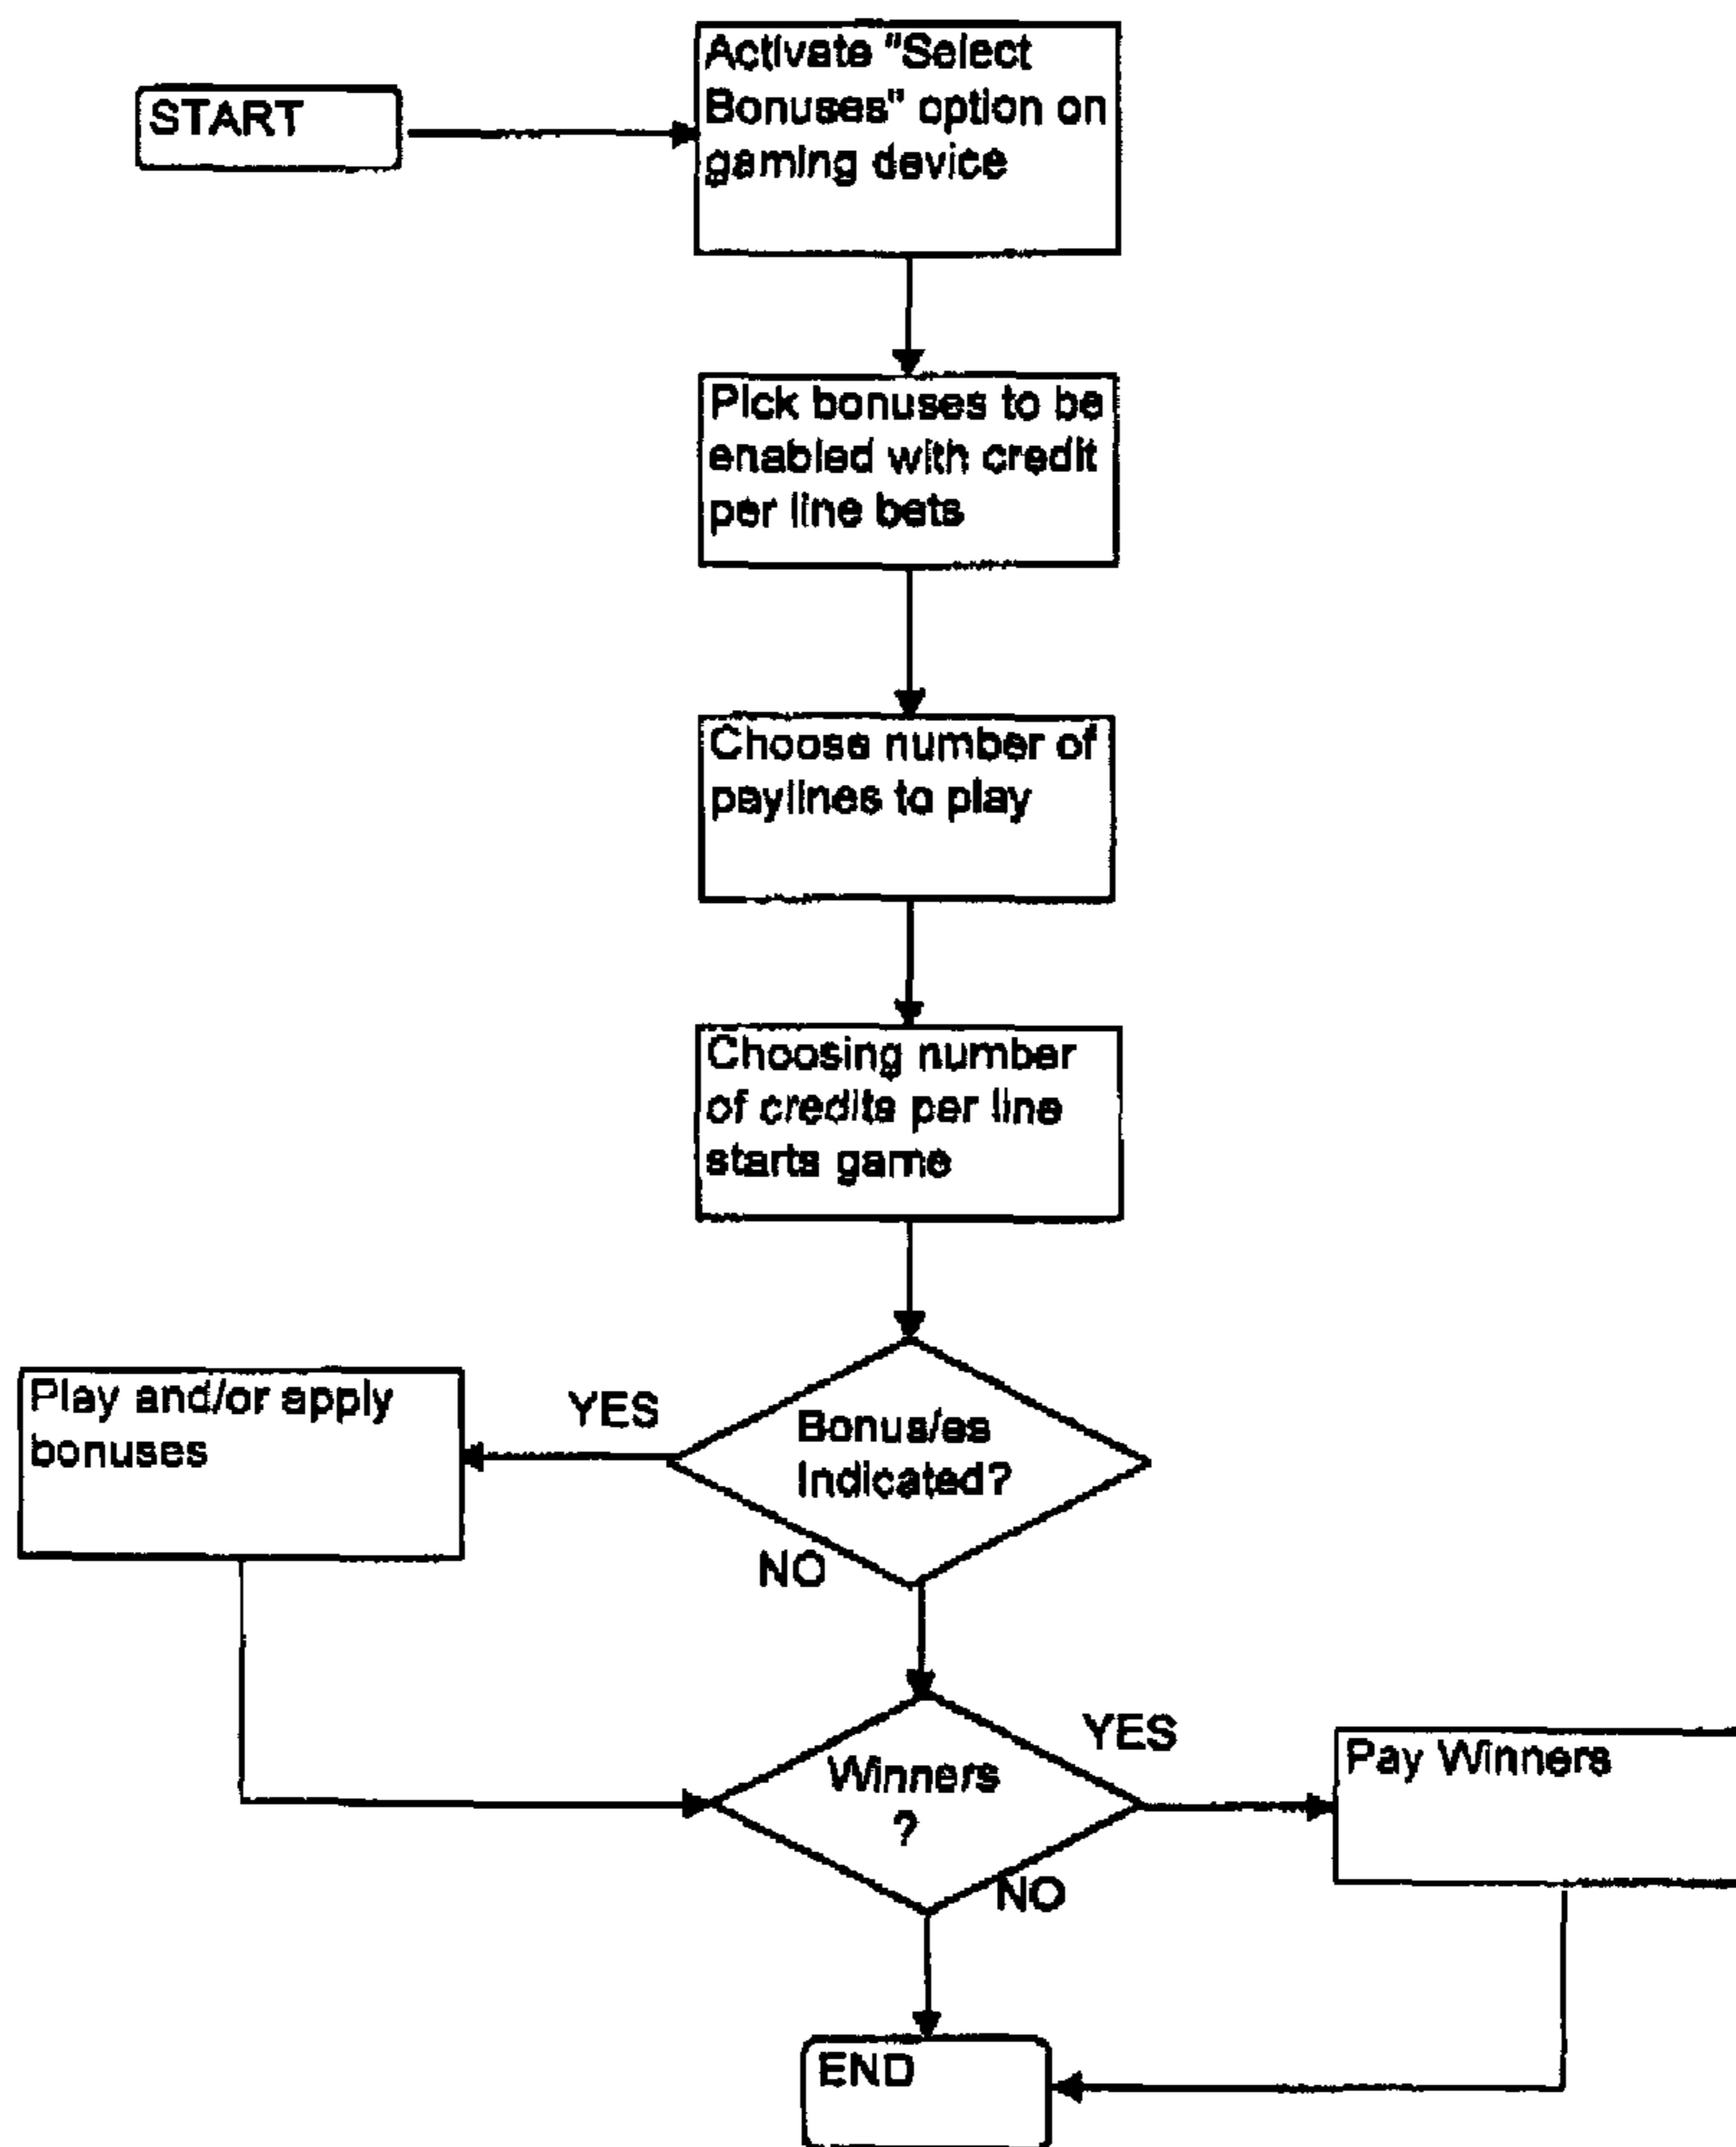 START
Activate "Select
Bonuses" option on
gaming device
Pick bonuses to be
enabled with credit
per line bets
Choose number of
paylines to play
Choosing number
of credits per line
starts game
Bonus/es
Indicated?
YES
NO
Play and/or apply
bonuses
Winners
?
YES
NO
Pay Winners
END